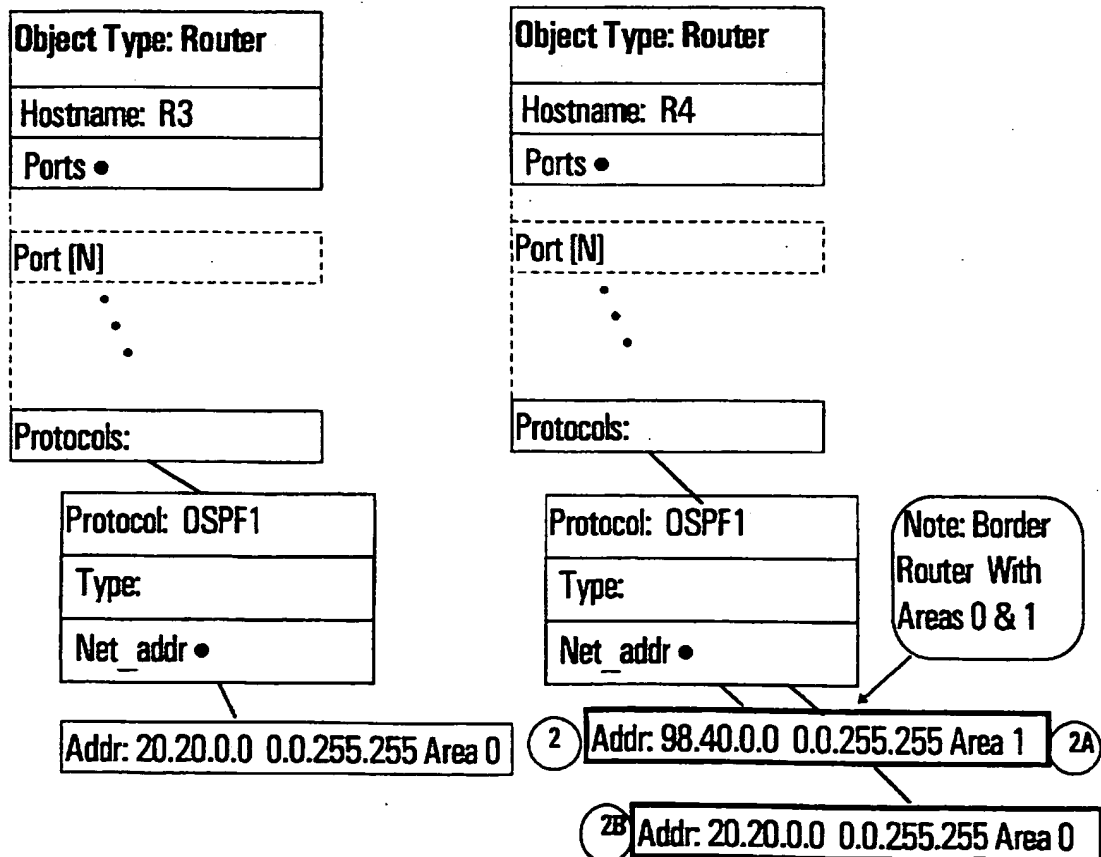 Object Type: Router
Hostname: R3
Ports
Port [N]
Protocols:
Protocol: OSPF1
Type:
Net_addr
Addr: 20.20.0.0 0.0.255.255 Area 0
Object Type: Router
Hostname: R4
Ports
Port [N]
Protocols:
Protocol: OSPF1
Type:
Net_addr
Note: Border
Router With
Areas 0 & 1
2
Addr: 98.40.0.0 0.0.255.255 Area 1
2A
2B
Addr: 20.20.0.0 0.0.255.255 Area 0